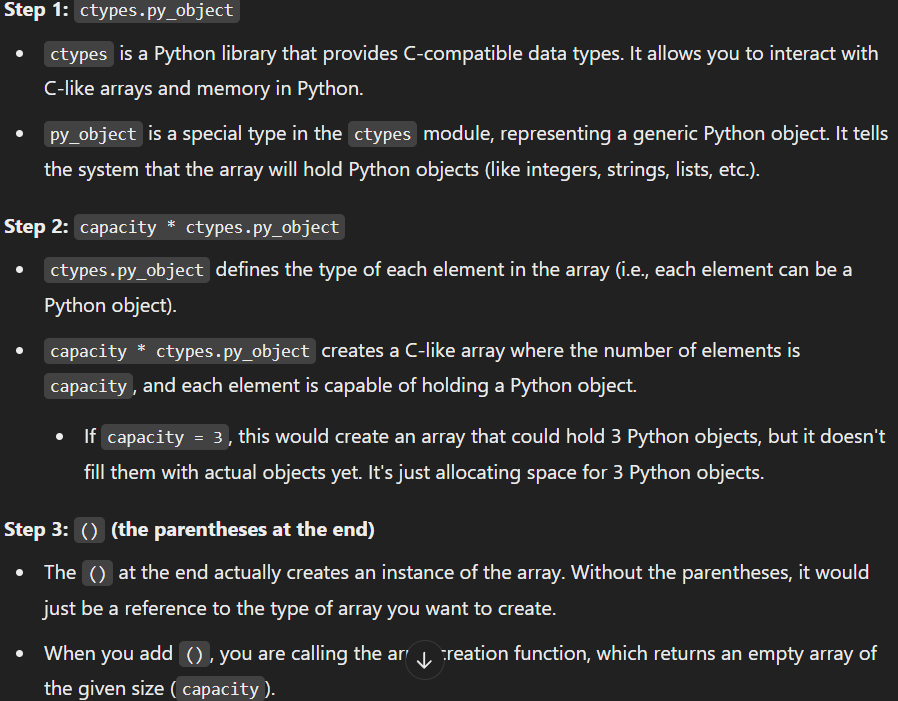 Step 1: ctypes.py_object
• ctypes is a Python library that provides C-compatible data types. It allows you to interact with
C-like arrays and memory in Python.
• py_object is a special type in the ctypes module, representing a generic Python object. It tells
the system that the array will hold Python objects (like integers, strings, lists, etc.).
Step 2: capacity * ctypes.py_object
• ctypes.py_object defines the type of each element in the array (i.e., each element can be a
Python object).
• capacity * ctypes.py_object creates a C-like array where the number of elements is
capacity, and each element is capable of holding a Python object.
• If capacity = 3, this would create an array that could hold 3 Python objects, but it doesn't
fill them with actual objects yet. It's just allocating space for 3 Python objects.
Step 3: () (the parentheses at the end)
• The () at the end actually creates an instance of the array. Without the parentheses, it would
just be a reference to the type of array you want to create.
• When you add (), you are calling the creation function, which returns an empty array of
the given size (capacity).